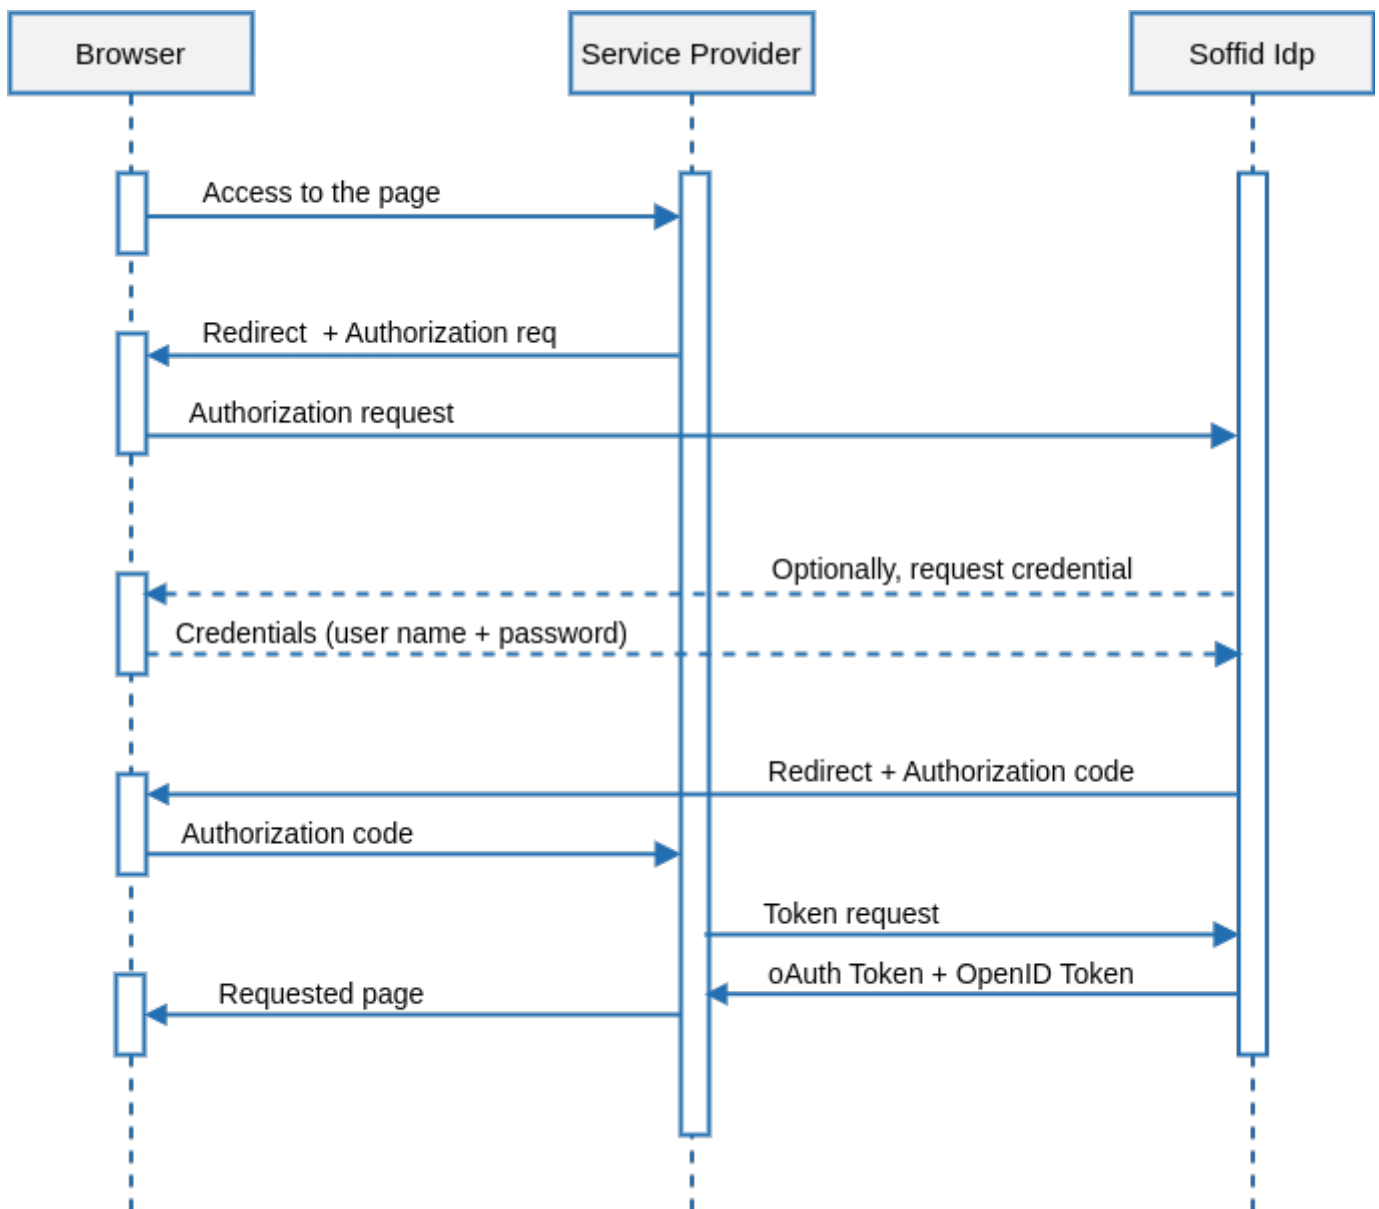 Browser
Service Provider
Soffid Idp
Access to the page
Redirect  + Authorization req
Authorization request
Optionally, request credential
Credentials (user name + password)
Redirect + Authorization code
Authorization code
Token request
oAuth Token + OpenID Token
Requested page